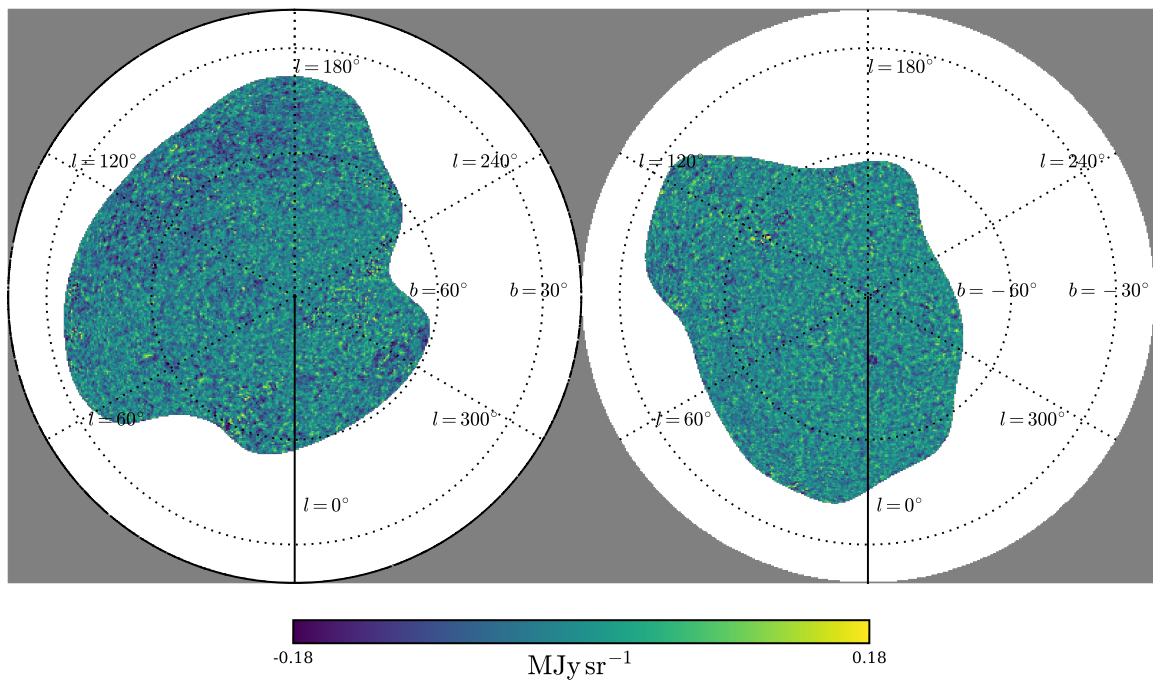 l = 180°
l = 180°
l = 120°
l = 240°
l = 120°
l = 240°
b = 60°
b = 30°
b = −60°
b = −30°
l = 60°
l = 300°
l = 60°
l = 300°
l = 0°
l = 0°
-0.18
0.18
MJy sr⁻¹